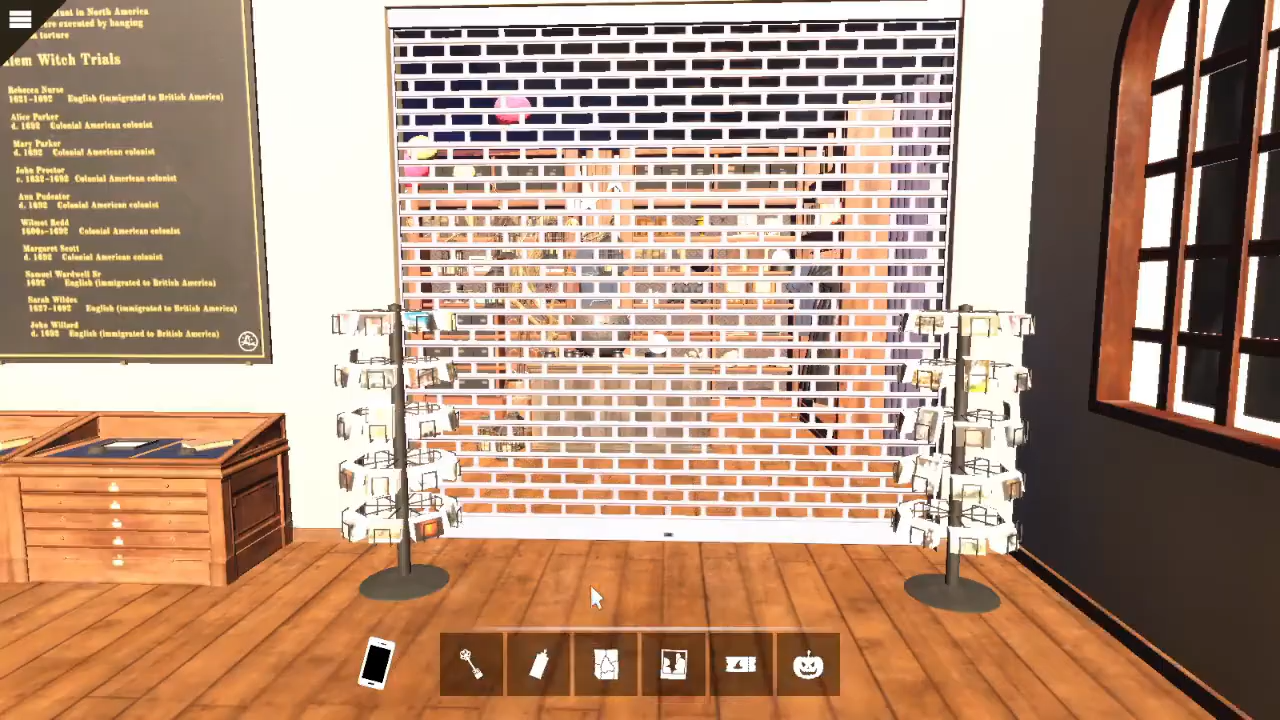 in North America
executed by hanging
torture
Witch Trials
Rebecca Nurse
1621-1692 English (immigrated to British America)
Alice Parker
d. 1692 Colonial American colonist
Mary Parker
d. 1692 Colonial American colonist
John Proctor
c. 1632-1692 Colonial American colonist
Ann Pudeator
d. 1692 Colonial American colonist
Wilmot Redd
1600s-1692 Colonial American colonist
Margaret Scott
d. 1692 Colonial American colonist
Samuel Wardwell Sr
1692 English (immigrated to British America)
Sarah Wildes
1627-1692 English (immigrated to British America)
John Willard
d. 1692 English (immigrated to British America)